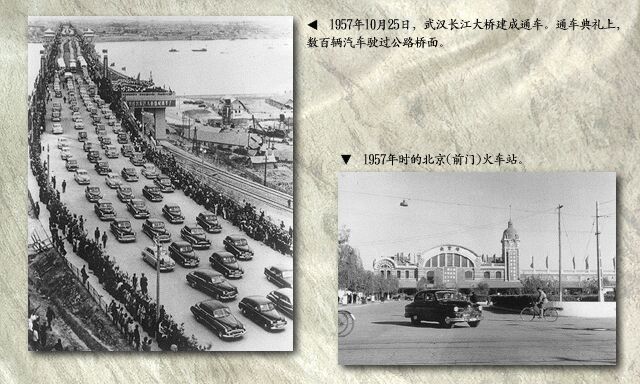 ◀ 1957年10月25日，武汉长江大桥建成通车。通车典礼上，
数百辆汽车驶过公路桥面。
▼ 1957年时的北京(前门)火车站。